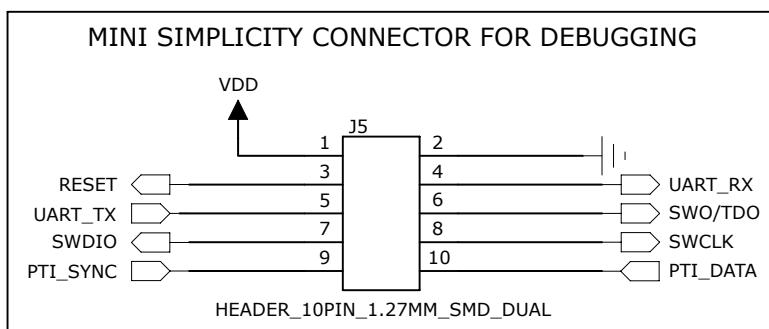 MINI SIMPLICITY CONNECTOR FOR DEBUGGING
VDD
J5
1 2
RESET 3 4 UART_RX
UART_TX 5 6 SWO/TDO
SWDIO 7 8 SWCLK
PTI_SYNC 9 10 PTI_DATA
HEADER_10PIN_1.27MM_SMD_DUAL